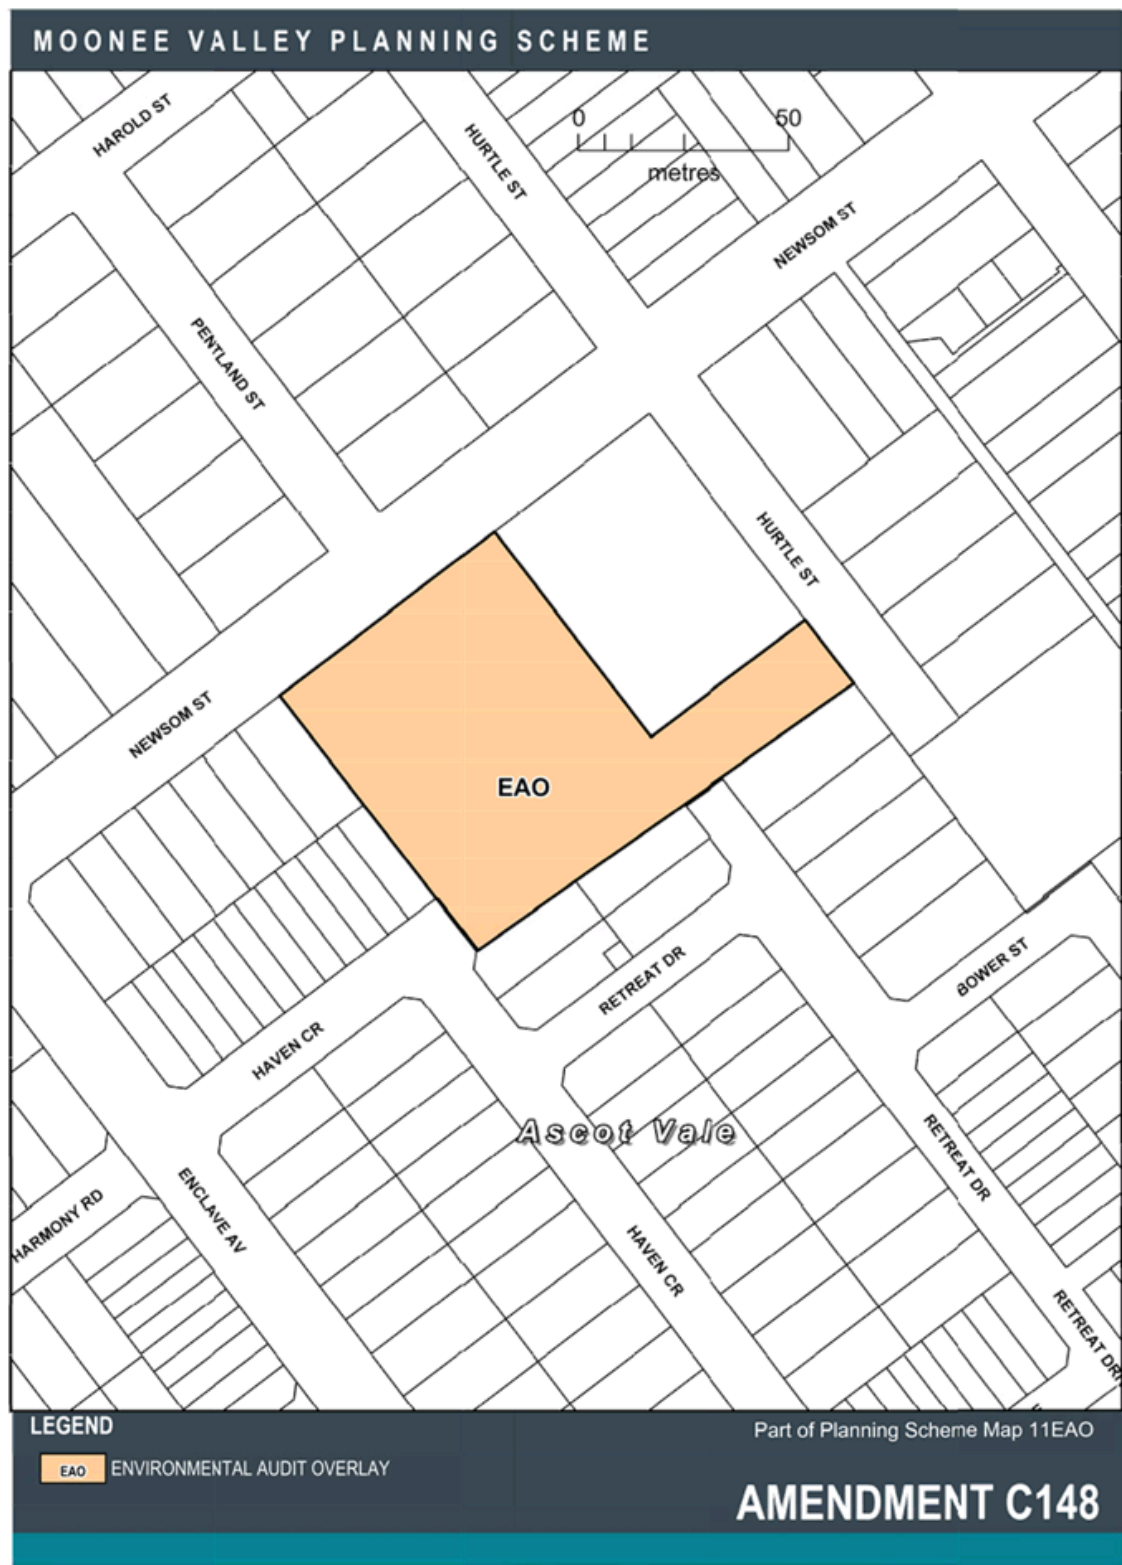 MOONEE VALLEY PLANNING SCHEME
HAROLD ST
HURTLE ST
0 50
metres
NEWSOM ST
PENTLAND ST
HURTLE ST
NEWSOM ST
EAO
RETREAT DR
BOWER ST
HAVEN CR
Ascot Vale
RETREAT DR
HARMONY RD
ENCLAVE AV
HAVEN CR
RETREAT DRI
LEGEND
Part of Planning Scheme Map 11EAO
EAO ENVIRONMENTAL AUDIT OVERLAY
AMENDMENT C148